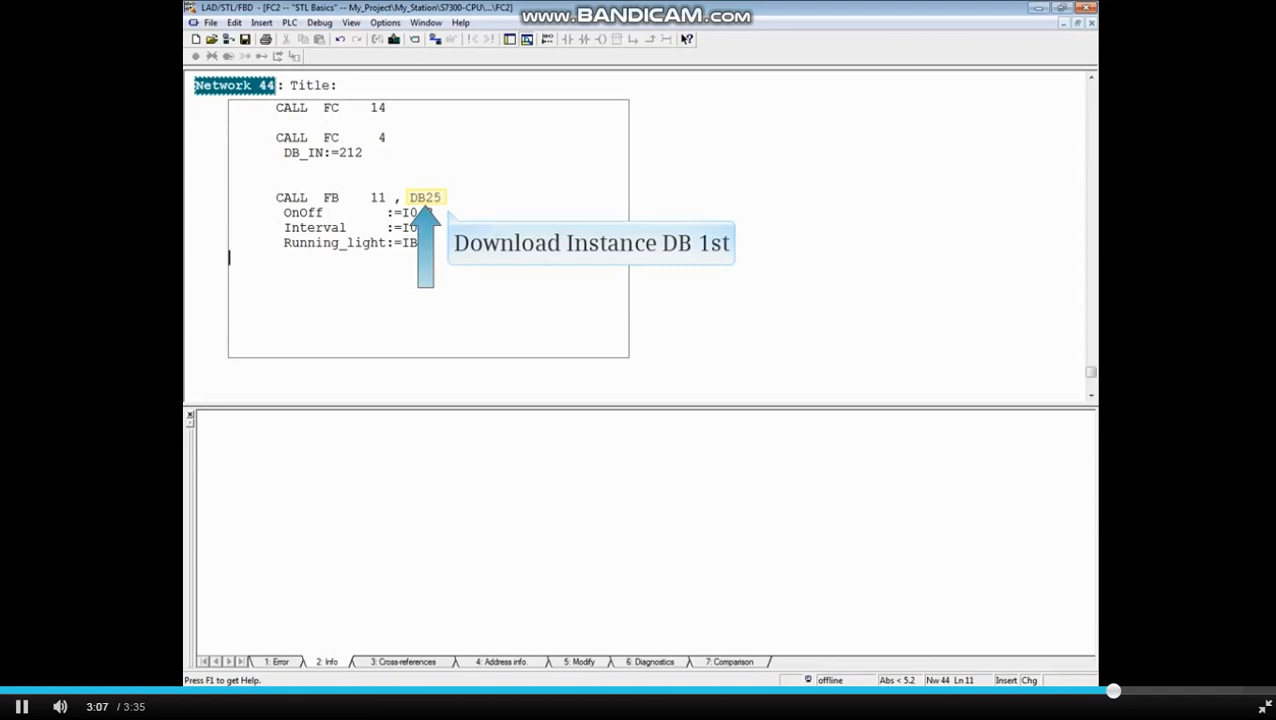 LAD/STL/FBD - [FC2 -- "STL Basics" -- My_Project\My_Station\S7300-CPU\...\FC2]
www.BANDICAM.com
File Edit Insert PLC Debug View Options Window Help
Network 44: Title:
CALL FC 14
CALL FC 4
DB_IN:=212
CALL FB 11 , DB25
OnOff :=I0
Interval :=I0
Running_light:=IB
Download Instance DB 1st
1: Error 2: Info 3: Cross-references 4: Address info. 5: Modify 6: Diagnostics 7: Comparison
Press F1 to get Help. offline Abs < 5.2 Nw 44 Ln 11 Insert Chg
3:07 / 3:35